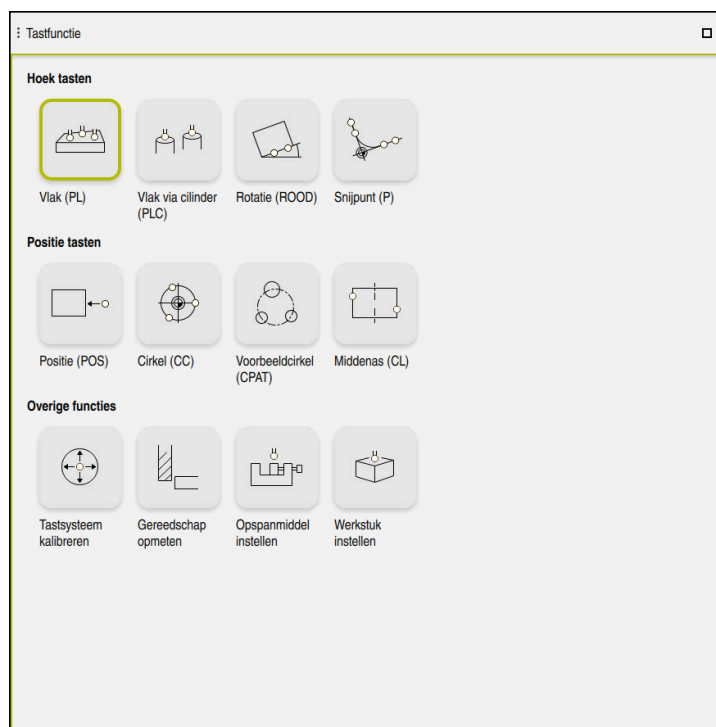 Tastfunctie
Hoek tasten
Vlak (PL)
Vlak via cilinder
(PLC)
Rotatie (ROOD)
Snijpunt (P)
Positie tasten
Positie (POS)
Cirkel (CC)
Voorbeeldcirkel
(CPAT)
Middenas (CL)
Overige functies
Tastsysteem
kalibreren
Gereedschap
opmeten
Opspanmiddel
instellen
Werkstuk
instellen